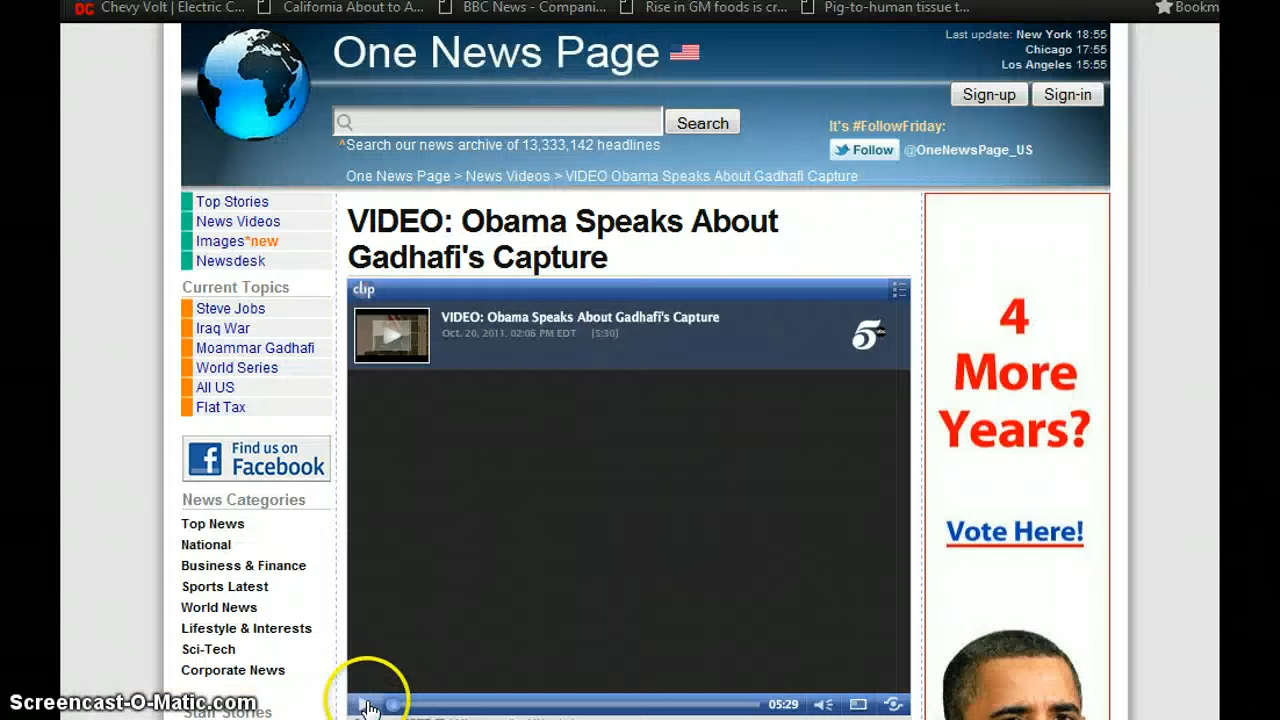 DC Chevy Volt | Electric C... California About to A... BBC News - Compani... Rise in GM foods is cr... Pig-to-human tissue t... Bookm
One News Page
Last update: New York 18:55
Chicago 17:55
Los Angeles 15:55
Sign-up Sign-in
Search
^Search our news archive of 13,333,142 headlines
It's #FollowFriday:
Follow @OneNewsPage_US
One News Page > News Videos > VIDEO Obama Speaks About Gadhafi Capture
Top Stories
News Videos
Images*new
Newsdesk
Current Topics
Steve Jobs
Iraq War
Moammar Gadhafi
World Series
All US
Flat Tax
Find us on
Facebook
News Categories
Top News
National
Business & Finance
Sports Latest
World News
Lifestyle & Interests
Sci-Tech
Corporate News
Staff Stories
VIDEO: Obama Speaks About
Gadhafi's Capture
clip
VIDEO: Obama Speaks About Gadhafi's Capture
Oct. 20, 2011. 02:06 PM EDT (5:30)
5
05:29
4
More
Years?
Vote Here!
Screencast-O-Matic.com